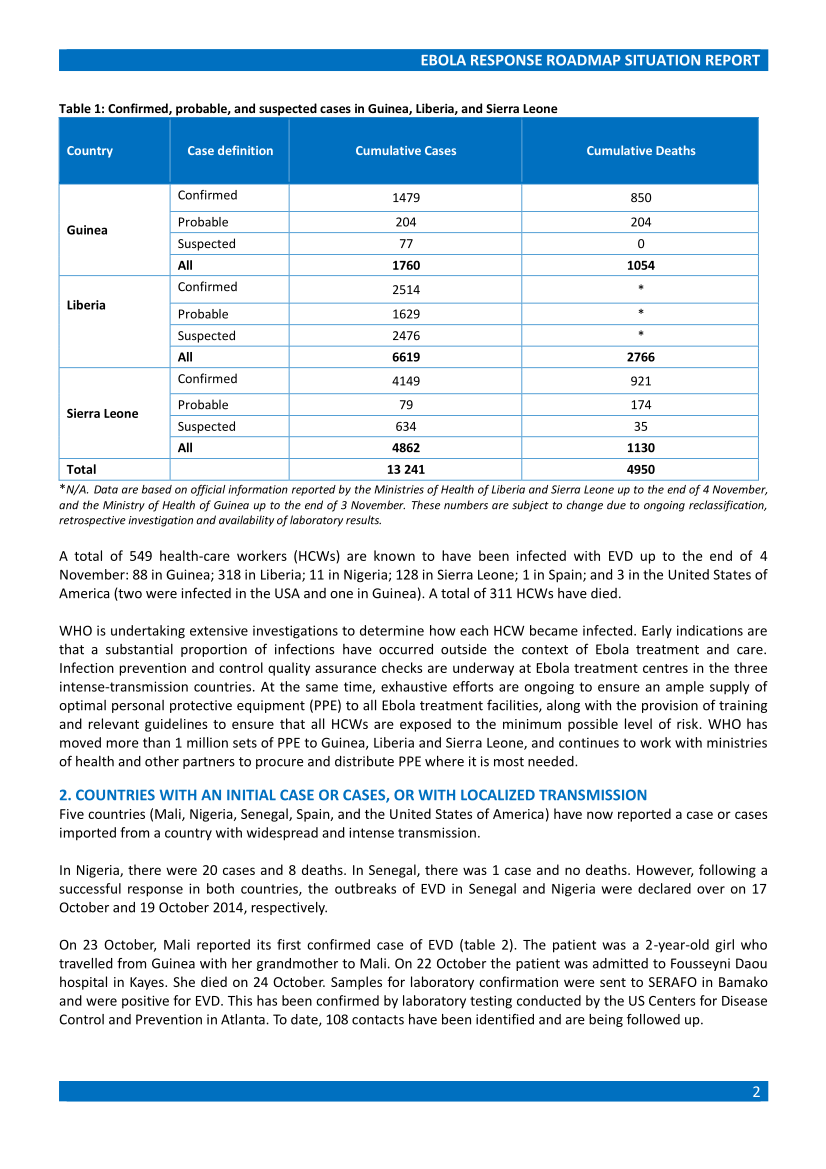 EBOLA RESPONSE ROADMAP SITUATION REPORT
Table 1: Confirmed, probable, and suspected cases in Guinea, Liberia, and Sierra Leone
Country Case definition Cumulative Cases Cumulative Deaths
Guinea
Confirmed 1479 850
Probable 204 204
Suspected 77 0
All 1760 1054
Liberia
Confirmed 2514 *
Probable 1629 *
Suspected 2476 *
All 6619 2766
Sierra Leone
Confirmed 4149 921
Probable 79 174
Suspected 634 35
All 4862 1130
Total 13 241 4950
*N/A. Data are based on official information reported by the Ministries of Health of Liberia and Sierra Leone up to the end of 4 November,
and the Ministry of Health of Guinea up to the end of 3 November. These numbers are subject to change due to ongoing reclassification,
retrospective investigation and availability of laboratory results.
A total of 549 health-care workers (HCWs) are known to have been infected with EVD up to the end of 4
November: 88 in Guinea; 318 in Liberia; 11 in Nigeria; 128 in Sierra Leone; 1 in Spain; and 3 in the United States of
America (two were infected in the USA and one in Guinea). A total of 311 HCWs have died.
WHO is undertaking extensive investigations to determine how each HCW became infected. Early indications are
that a substantial proportion of infections have occurred outside the context of Ebola treatment and care.
Infection prevention and control quality assurance checks are underway at Ebola treatment centres in the three
intense-transmission countries. At the same time, exhaustive efforts are ongoing to ensure an ample supply of
optimal personal protective equipment (PPE) to all Ebola treatment facilities, along with the provision of training
and relevant guidelines to ensure that all HCWs are exposed to the minimum possible level of risk. WHO has
moved more than 1 million sets of PPE to Guinea, Liberia and Sierra Leone, and continues to work with ministries
of health and other partners to procure and distribute PPE where it is most needed.
2. COUNTRIES WITH AN INITIAL CASE OR CASES, OR WITH LOCALIZED TRANSMISSION
Five countries (Mali, Nigeria, Senegal, Spain, and the United States of America) have now reported a case or cases
imported from a country with widespread and intense transmission.
In Nigeria, there were 20 cases and 8 deaths. In Senegal, there was 1 case and no deaths. However, following a
successful response in both countries, the outbreaks of EVD in Senegal and Nigeria were declared over on 17
October and 19 October 2014, respectively.
On 23 October, Mali reported its first confirmed case of EVD (table 2). The patient was a 2-year-old girl who
travelled from Guinea with her grandmother to Mali. On 22 October the patient was admitted to Fousseyni Daou
hospital in Kayes. She died on 24 October. Samples for laboratory confirmation were sent to SERAFO in Bamako
and were positive for EVD. This has been confirmed by laboratory testing conducted by the US Centers for Disease
Control and Prevention in Atlanta. To date, 108 contacts have been identified and are being followed up.
2